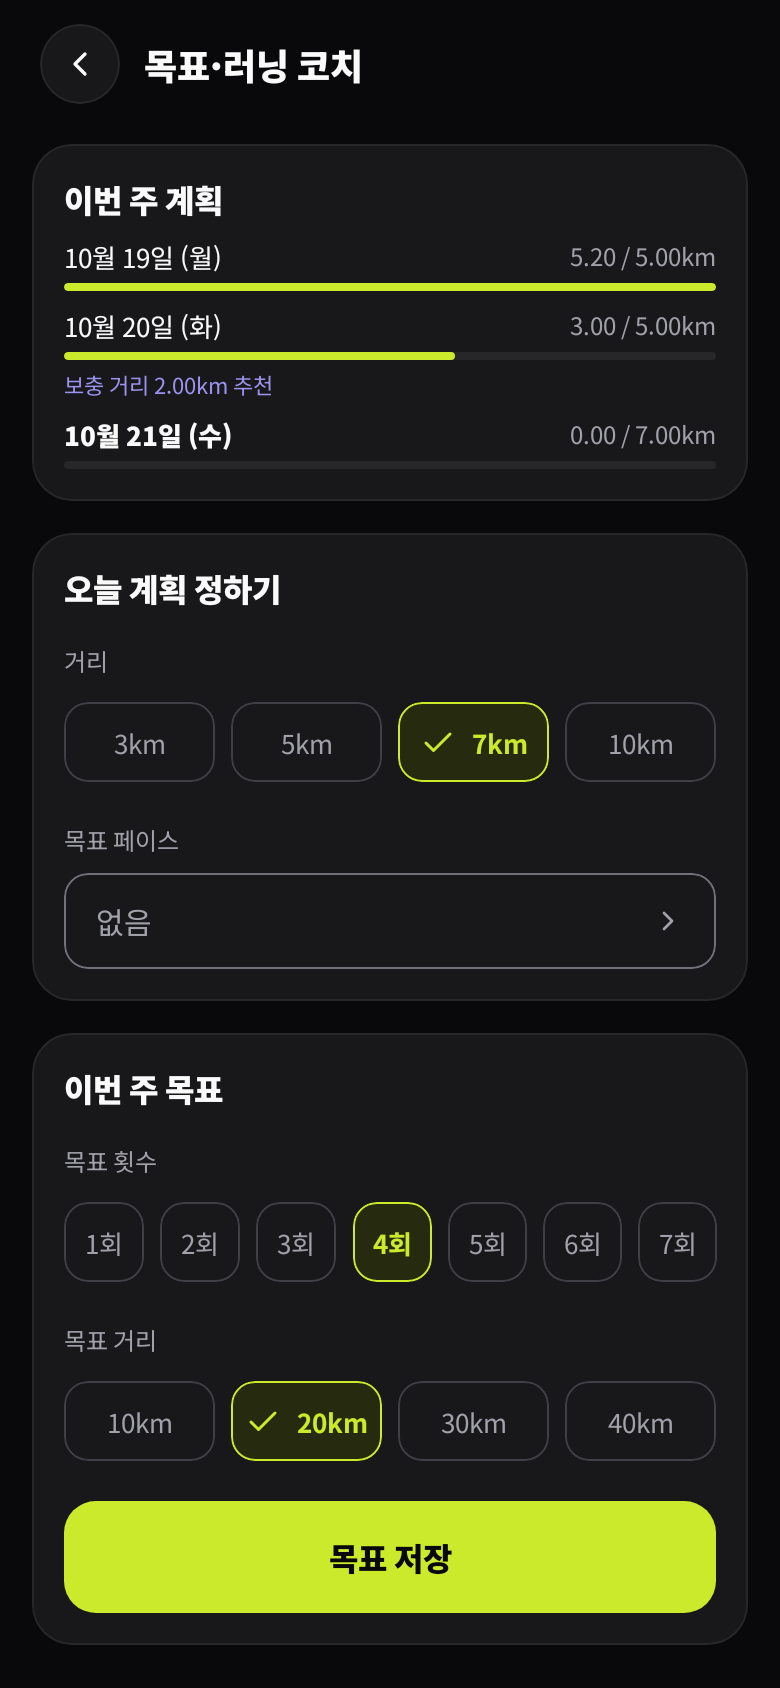 목표·러닝 코치
이번 주 계획
10월 19일 (월) 5.20 / 5.00km
10월 20일 (화) 3.00 / 5.00km
보충 거리 2.00km 추천
10월 21일 (수) 0.00 / 7.00km
오늘 계획 정하기
거리
3km 5km 7km 10km
목표 페이스
없음
이번 주 목표
목표 횟수
1회 2회 3회 4회 5회 6회 7회
목표 거리
10km 20km 30km 40km
목표 저장